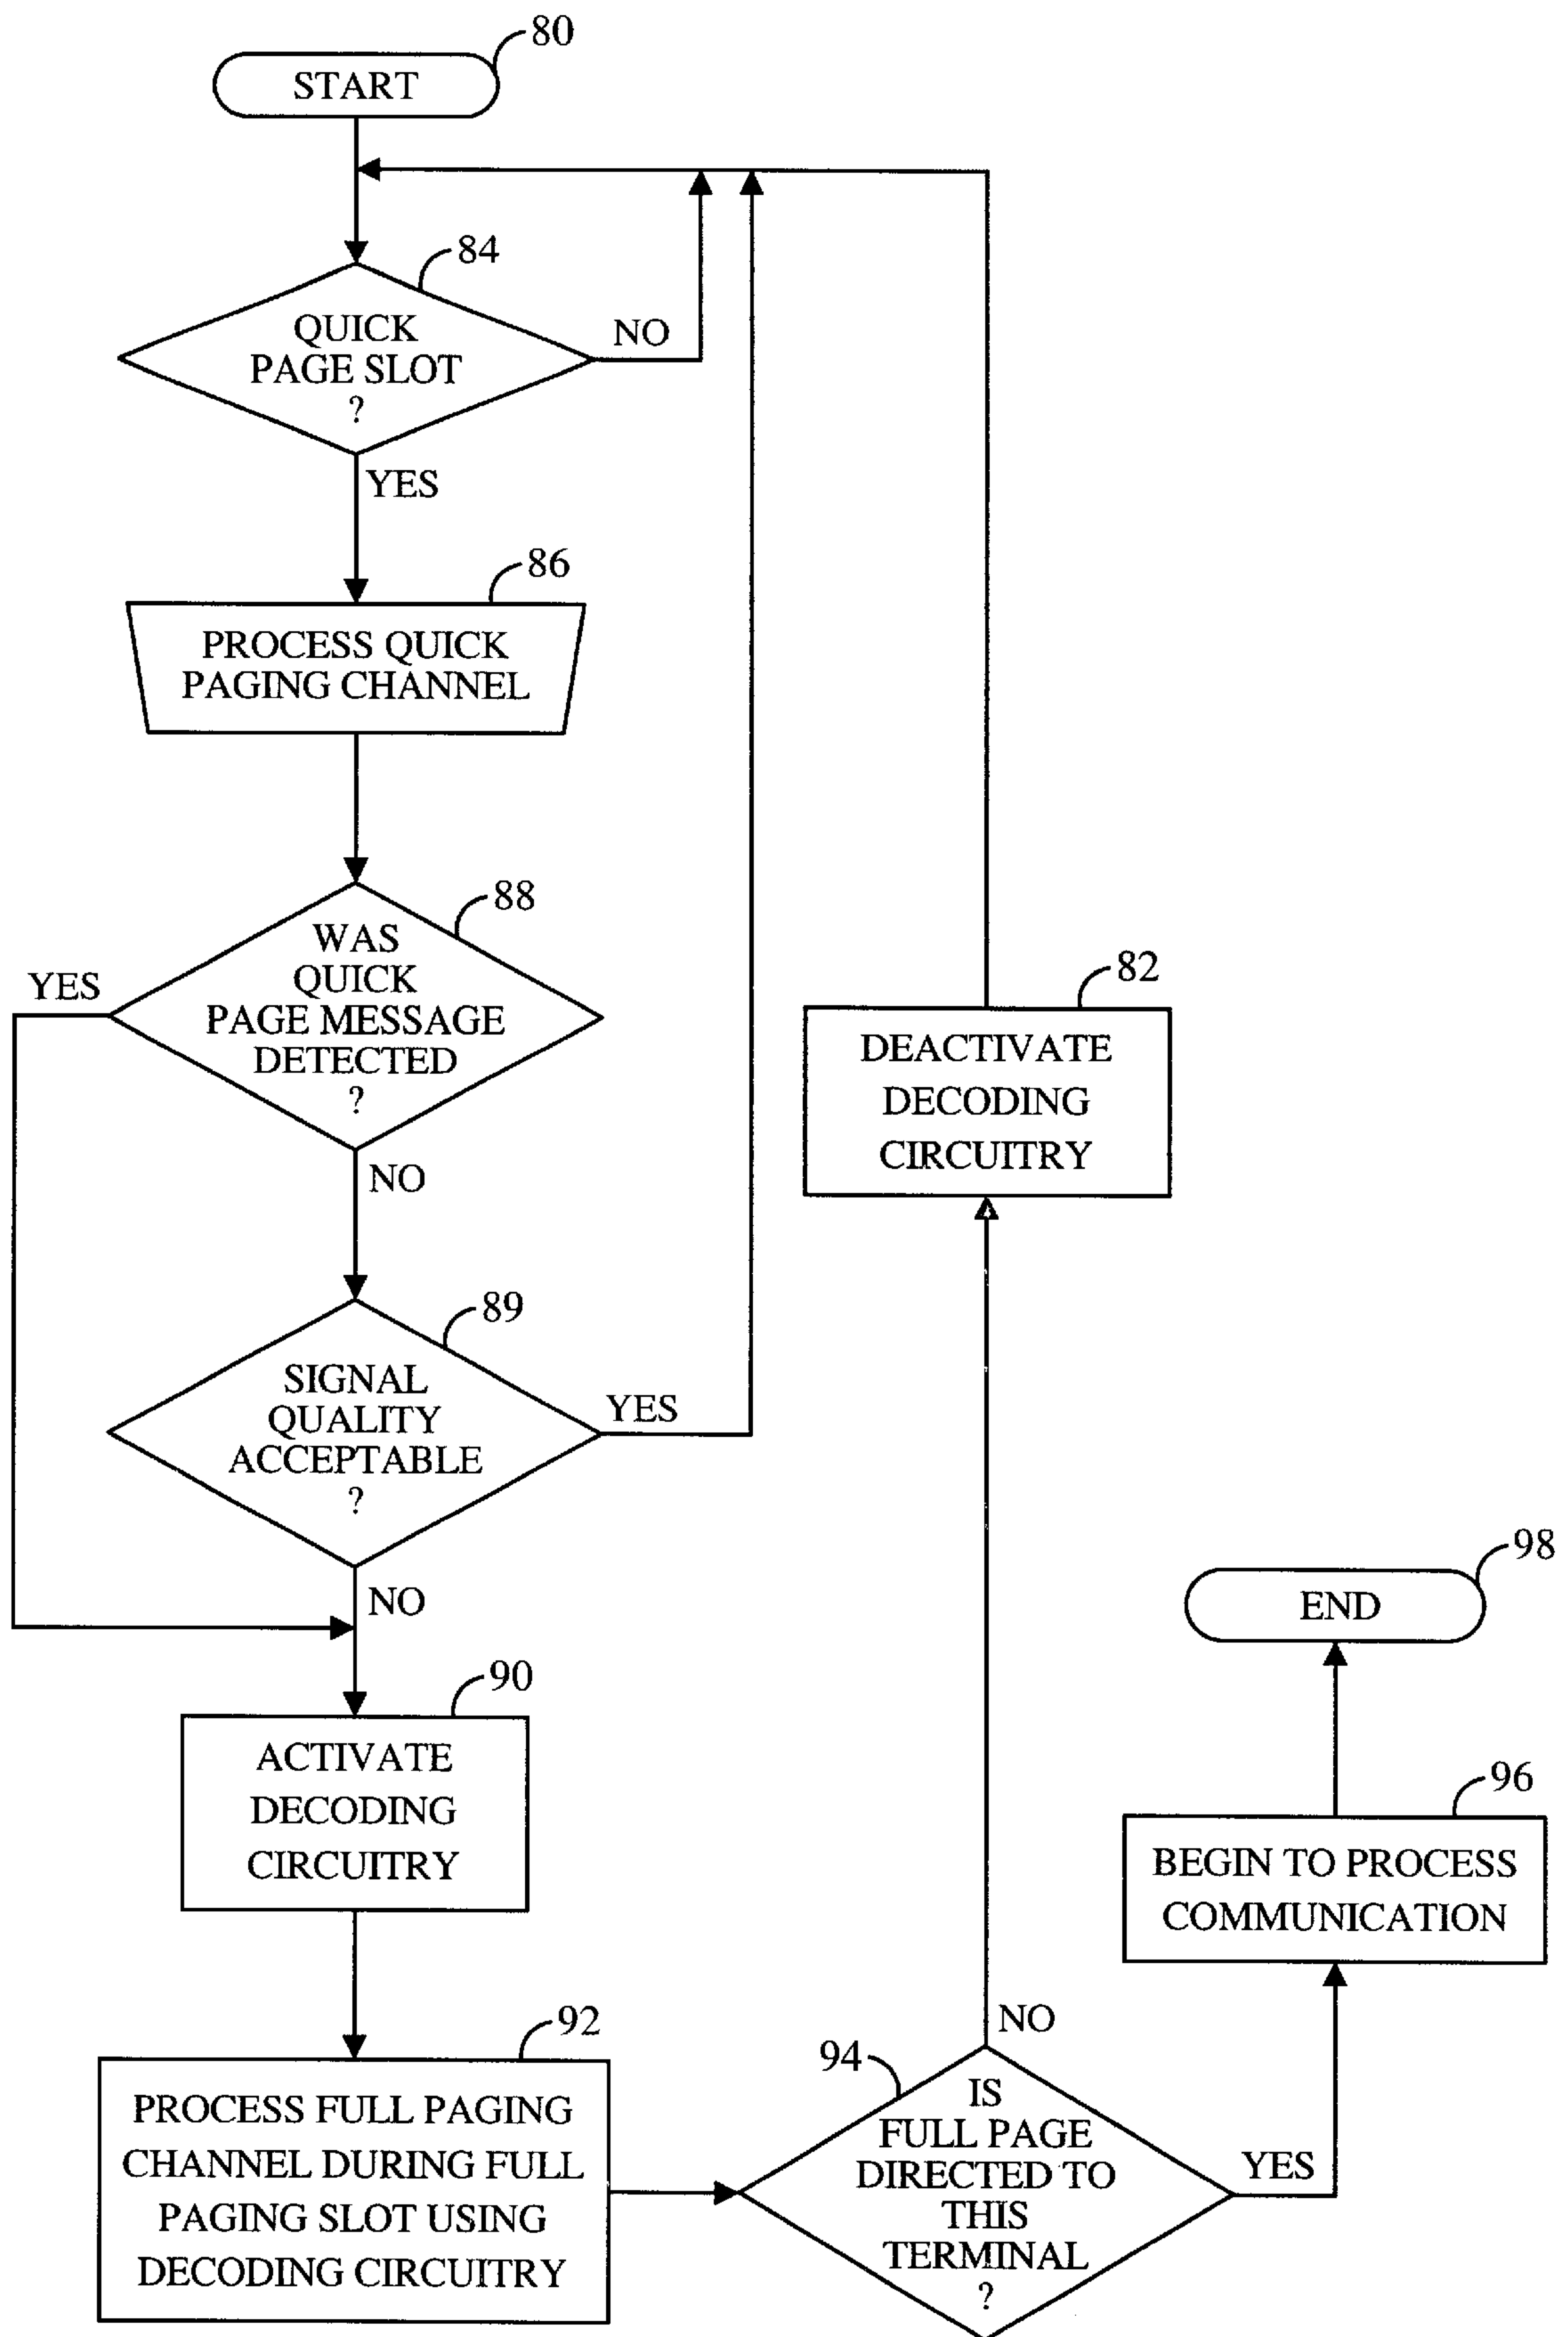 80
START
84
QUICK
PAGE SLOT
?
NO
YES
86
PROCESS QUICK
PAGING CHANNEL
88
WAS
QUICK
PAGE MESSAGE
DETECTED
?
YES
NO
82
DEACTIVATE
DECODING
CIRCUITRY
89
SIGNAL
QUALITY
ACCEPTABLE
?
YES
NO
90
ACTIVATE
DECODING
CIRCUITRY
92
PROCESS FULL PAGING
CHANNEL DURING FULL
PAGING SLOT USING
DECODING CIRCUITRY
94
IS
FULL PAGE
DIRECTED TO
THIS
TERMINAL
?
NO
YES
96
BEGIN TO PROCESS
COMMUNICATION
98
END